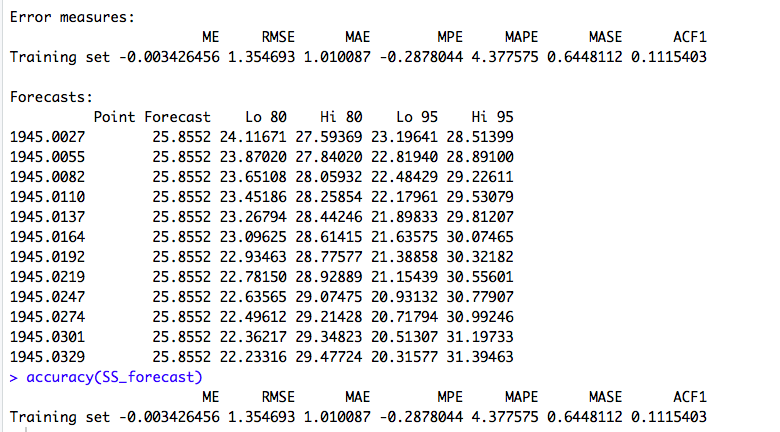 Error measures:
                        ME     RMSE      MAE        MPE     MAPE      MASE      ACF1
Training set -0.003426456 1.354693 1.010087 -0.2878044 4.377575 0.6448112 0.1115403
Forecasts:
          Point Forecast    Lo 80    Hi 80    Lo 95    Hi 95
1945.0027        25.8552 24.11671 27.59369 23.19641 28.51399
1945.0055        25.8552 23.87020 27.84020 22.81940 28.89100
1945.0082        25.8552 23.65108 28.05932 22.48429 29.22611
1945.0110        25.8552 23.45186 28.25854 22.17961 29.53079
1945.0137        25.8552 23.26794 28.44246 21.89833 29.81207
1945.0164        25.8552 23.09625 28.61415 21.63575 30.07465
1945.0192        25.8552 22.93463 28.77577 21.38858 30.32182
1945.0219        25.8552 22.78150 28.92889 21.15439 30.55601
1945.0247        25.8552 22.63565 29.07475 20.93132 30.77907
1945.0274        25.8552 22.49612 29.21428 20.71794 30.99246
1945.0301        25.8552 22.36217 29.34823 20.51307 31.19733
1945.0329        25.8552 22.23316 29.47724 20.31577 31.39463
> accuracy(SS_forecast)
                        ME     RMSE      MAE        MPE     MAPE      MASE      ACF1
Training set -0.003426456 1.354693 1.010087 -0.2878044 4.377575 0.6448112 0.1115403